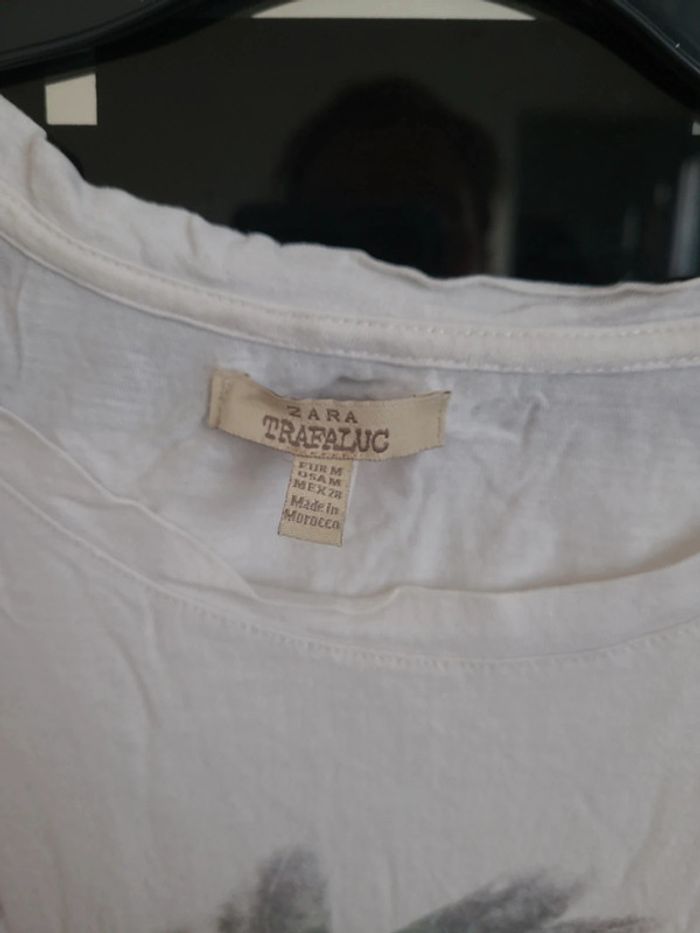 ZARA
TRAFALUC
EUR M
USA M
MEX 28
Made in
Morocco